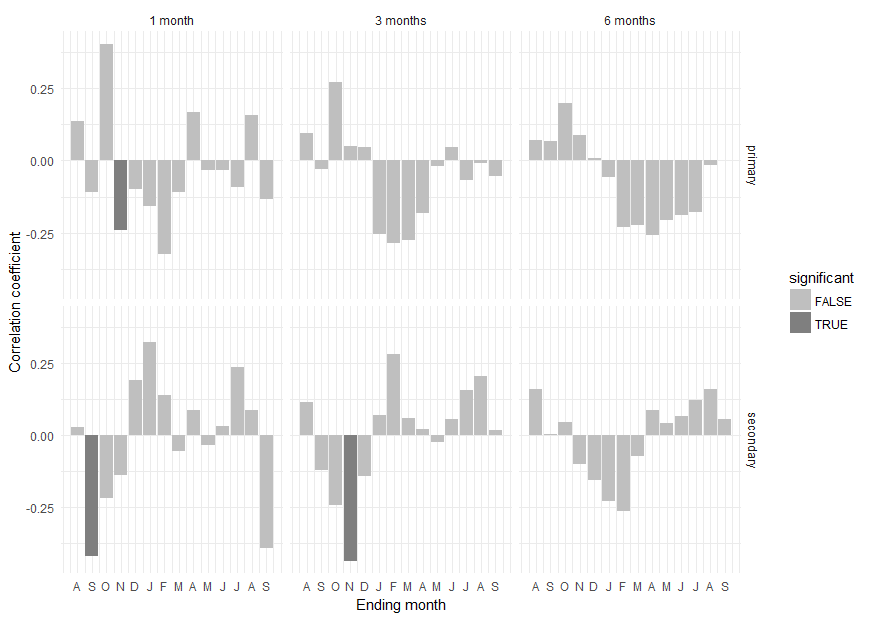 1 month 3 months 6 months
0.25
0.00
-0.25
primary
0.25
0.00
-0.25
secondary
Correlation coefficient
A S O N D J F M A M J J A S A S O N D J F M A M J J A S A S O N D J F M A M J J A S
Ending month
significant
FALSE
TRUE